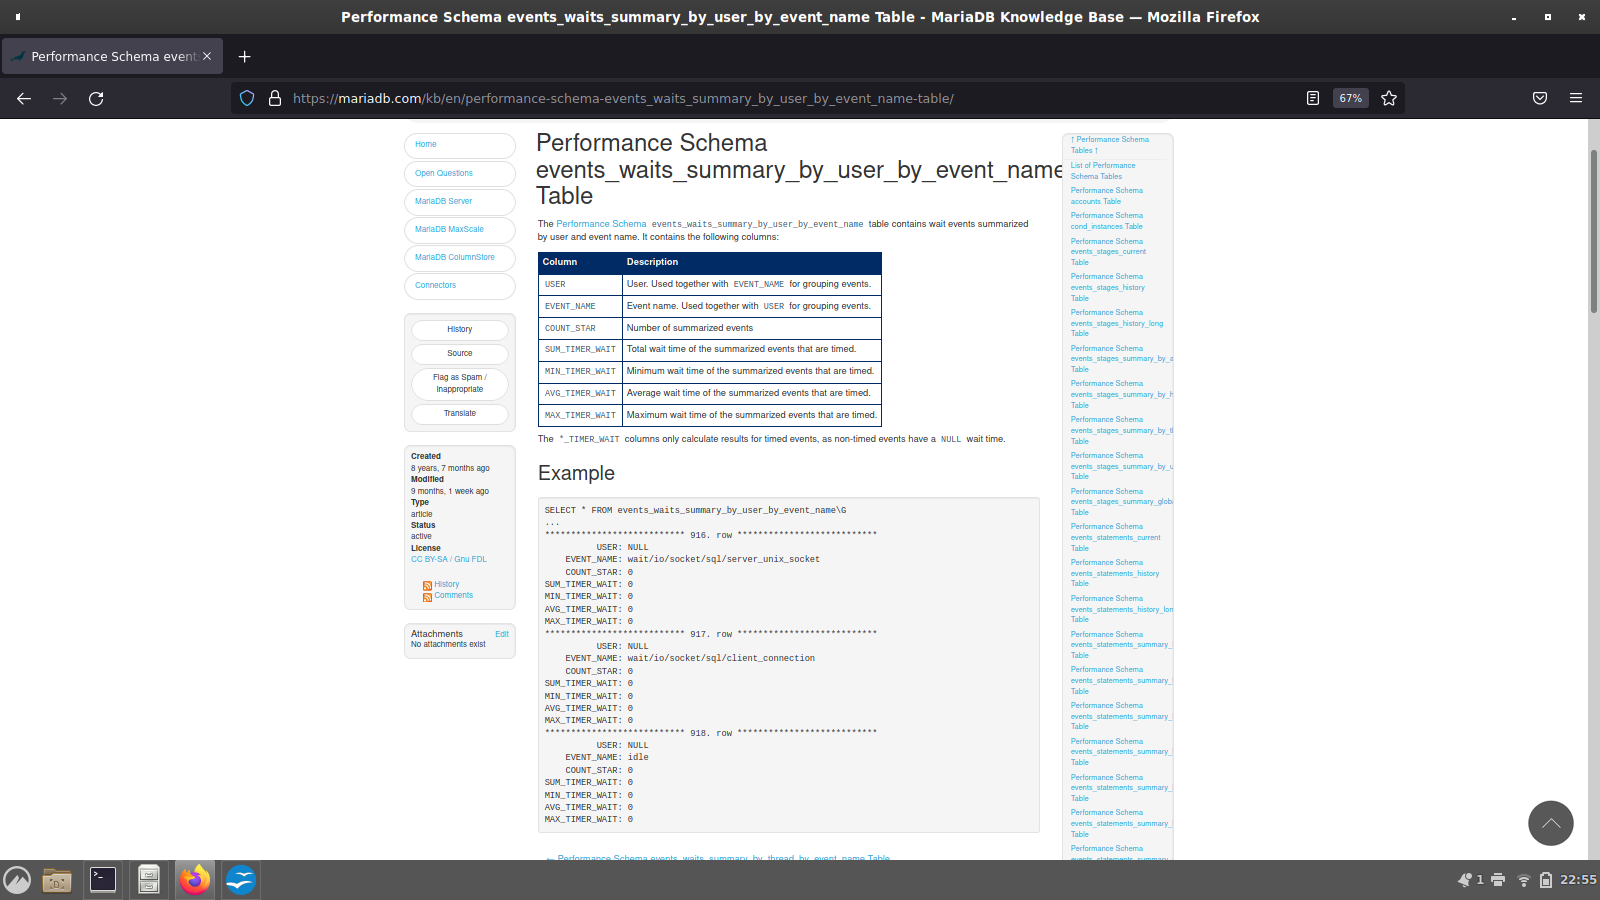 Performance Schema events_waits_summary_by_user_by_event_name Table - MariaDB Knowledge Base — Mozilla Firefox
Performance Schema event
https://mariadb.com/kb/en/performance-schema-events_waits_summary_by_user_by_event_name-table/
67%
Home
Open Questions
MariaDB Server
MariaDB MaxScale
MariaDB ColumnStore
Connectors
History
Source
Flag as Spam /
Inappropriate
Translate
Created
8 years, 7 months ago
Modified
9 months, 1 week ago
Type
article
Status
active
License
CC BY-SA / Gnu FDL
History
Comments
Attachments Edit
No attachments exist
Performance Schema
events_waits_summary_by_user_by_event_name
Table
The Performance Schema events_waits_summary_by_user_by_event_name table contains wait events summarized
by user and event name. It contains the following columns:
Column Description
USER User. Used together with EVENT_NAME for grouping events.
EVENT_NAME Event name. Used together with USER for grouping events.
COUNT_STAR Number of summarized events
SUM_TIMER_WAIT Total wait time of the summarized events that are timed.
MIN_TIMER_WAIT Minimum wait time of the summarized events that are timed.
AVG_TIMER_WAIT Average wait time of the summarized events that are timed.
MAX_TIMER_WAIT Maximum wait time of the summarized events that are timed.
The *_TIMER_WAIT columns only calculate results for timed events, as non-timed events have a NULL wait time.
Example
SELECT * FROM events_waits_summary_by_user_by_event_name\G
...
*************************** 916. row ***************************
USER: NULL
EVENT_NAME: wait/io/socket/sql/server_unix_socket
COUNT_STAR: 0
SUM_TIMER_WAIT: 0
MIN_TIMER_WAIT: 0
AVG_TIMER_WAIT: 0
MAX_TIMER_WAIT: 0
*************************** 917. row ***************************
USER: NULL
EVENT_NAME: wait/io/socket/sql/client_connection
COUNT_STAR: 0
SUM_TIMER_WAIT: 0
MIN_TIMER_WAIT: 0
AVG_TIMER_WAIT: 0
MAX_TIMER_WAIT: 0
*************************** 918. row ***************************
USER: NULL
EVENT_NAME: idle
COUNT_STAR: 0
SUM_TIMER_WAIT: 0
MIN_TIMER_WAIT: 0
AVG_TIMER_WAIT: 0
MAX_TIMER_WAIT: 0
← Performance Schema events_waits_summary_by_thread_by_event_name Table
↑ Performance Schema
Tables ↑
List of Performance
Schema Tables
Performance Schema
accounts Table
Performance Schema
cond_instances Table
Performance Schema
events_stages_current
Table
Performance Schema
events_stages_history
Table
Performance Schema
events_stages_history_long
Table
Performance Schema
events_stages_summary_by_a
Table
Performance Schema
events_stages_summary_by_h
Table
Performance Schema
events_stages_summary_by_t
Table
Performance Schema
events_stages_summary_by_u
Table
Performance Schema
events_stages_summary_globa
Table
Performance Schema
events_statements_current
Table
Performance Schema
events_statements_history
Table
Performance Schema
events_statements_history_lon
Table
Performance Schema
events_statements_summary_
Table
Performance Schema
events_statements_summary_
Table
Performance Schema
events_statements_summary_
Table
Performance Schema
events_statements_summary_
Table
Performance Schema
events_statements_summary_
Table
Performance Schema
events_statements_summary_
Table
Performance Schema
events_statements_summary_
1
22:55